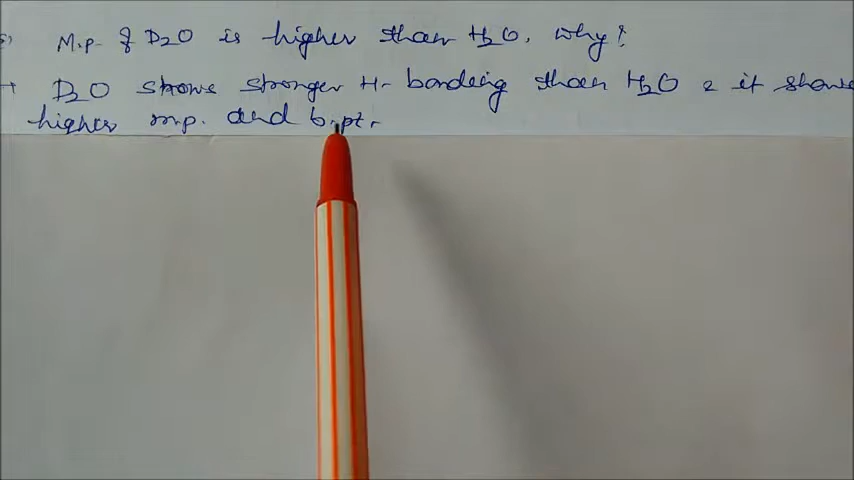 M.p. of D2O is higher than H2O, why?
→ D2O shows stronger H- bonding than H2O & it shows
higher m.p. and b.pt.